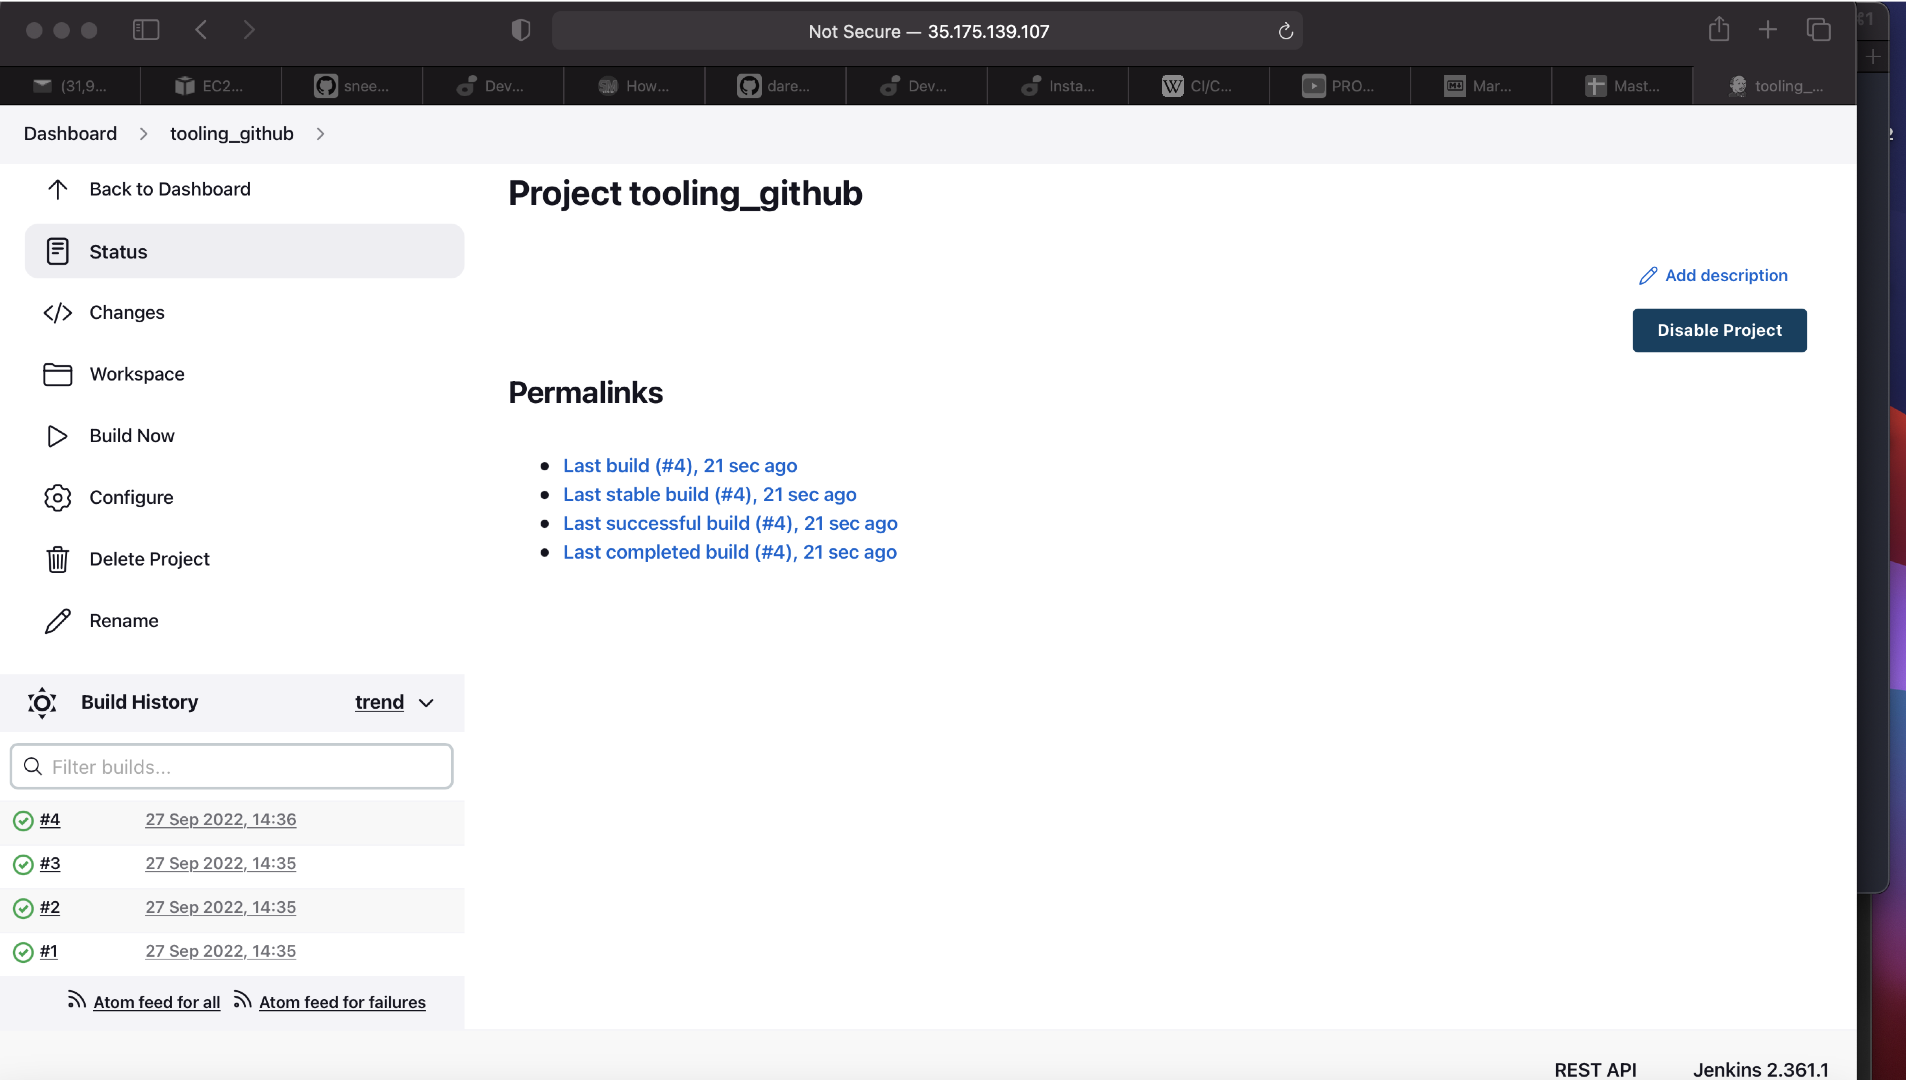 Not Secure — 35.175.139.107
(31,9... EC2... snee... Dev... How... dare... Dev... Insta... CI/C... PRO... Mar... Mast... tooling_...
Dashboard tooling_github
Back to Dashboard
Status
Changes
Workspace
Build Now
Configure
Delete Project
Rename
Build History trend
Filter builds...
#4 27 Sep 2022, 14:36
#3 27 Sep 2022, 14:35
#2 27 Sep 2022, 14:35
#1 27 Sep 2022, 14:35
Atom feed for all Atom feed for failures
Project tooling_github
Add description
Disable Project
Permalinks
Last build (#4), 21 sec ago
Last stable build (#4), 21 sec ago
Last successful build (#4), 21 sec ago
Last completed build (#4), 21 sec ago
REST API Jenkins 2.361.1